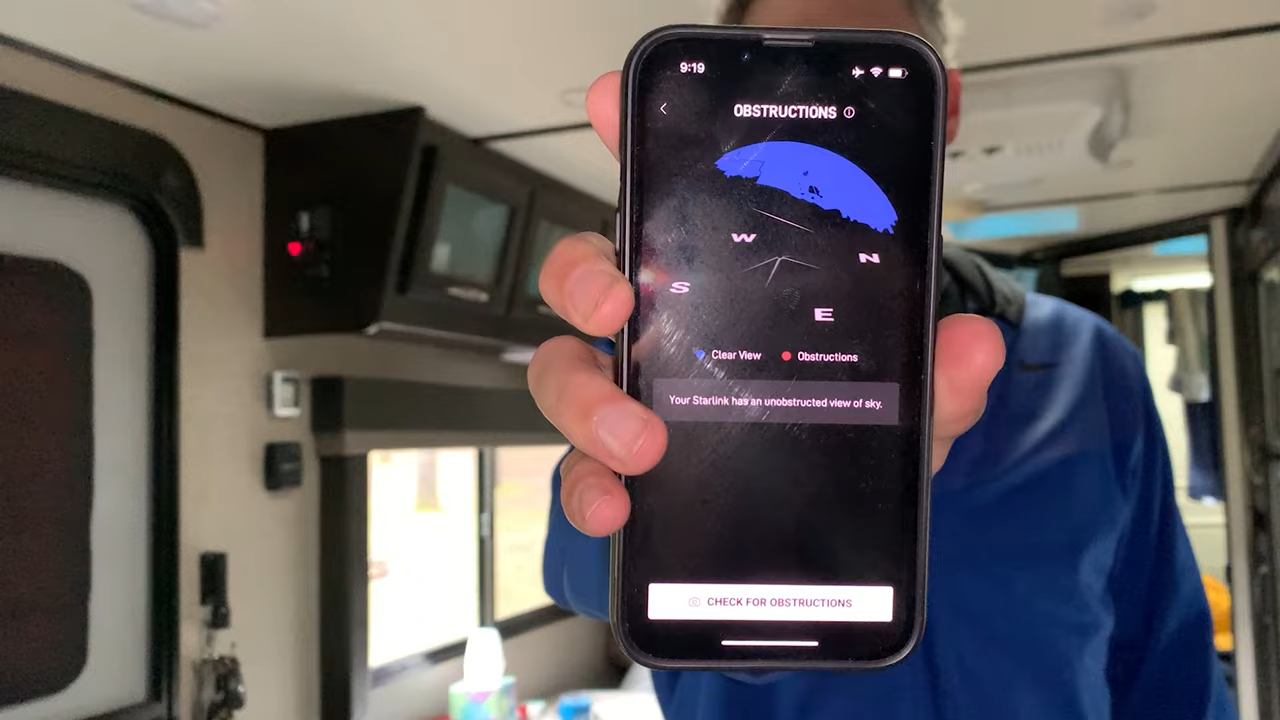 9:19
OBSTRUCTIONS
W
N
S
E
Clear View Obstructions
Your Starlink has an unobstructed view of sky.
CHECK FOR OBSTRUCTIONS